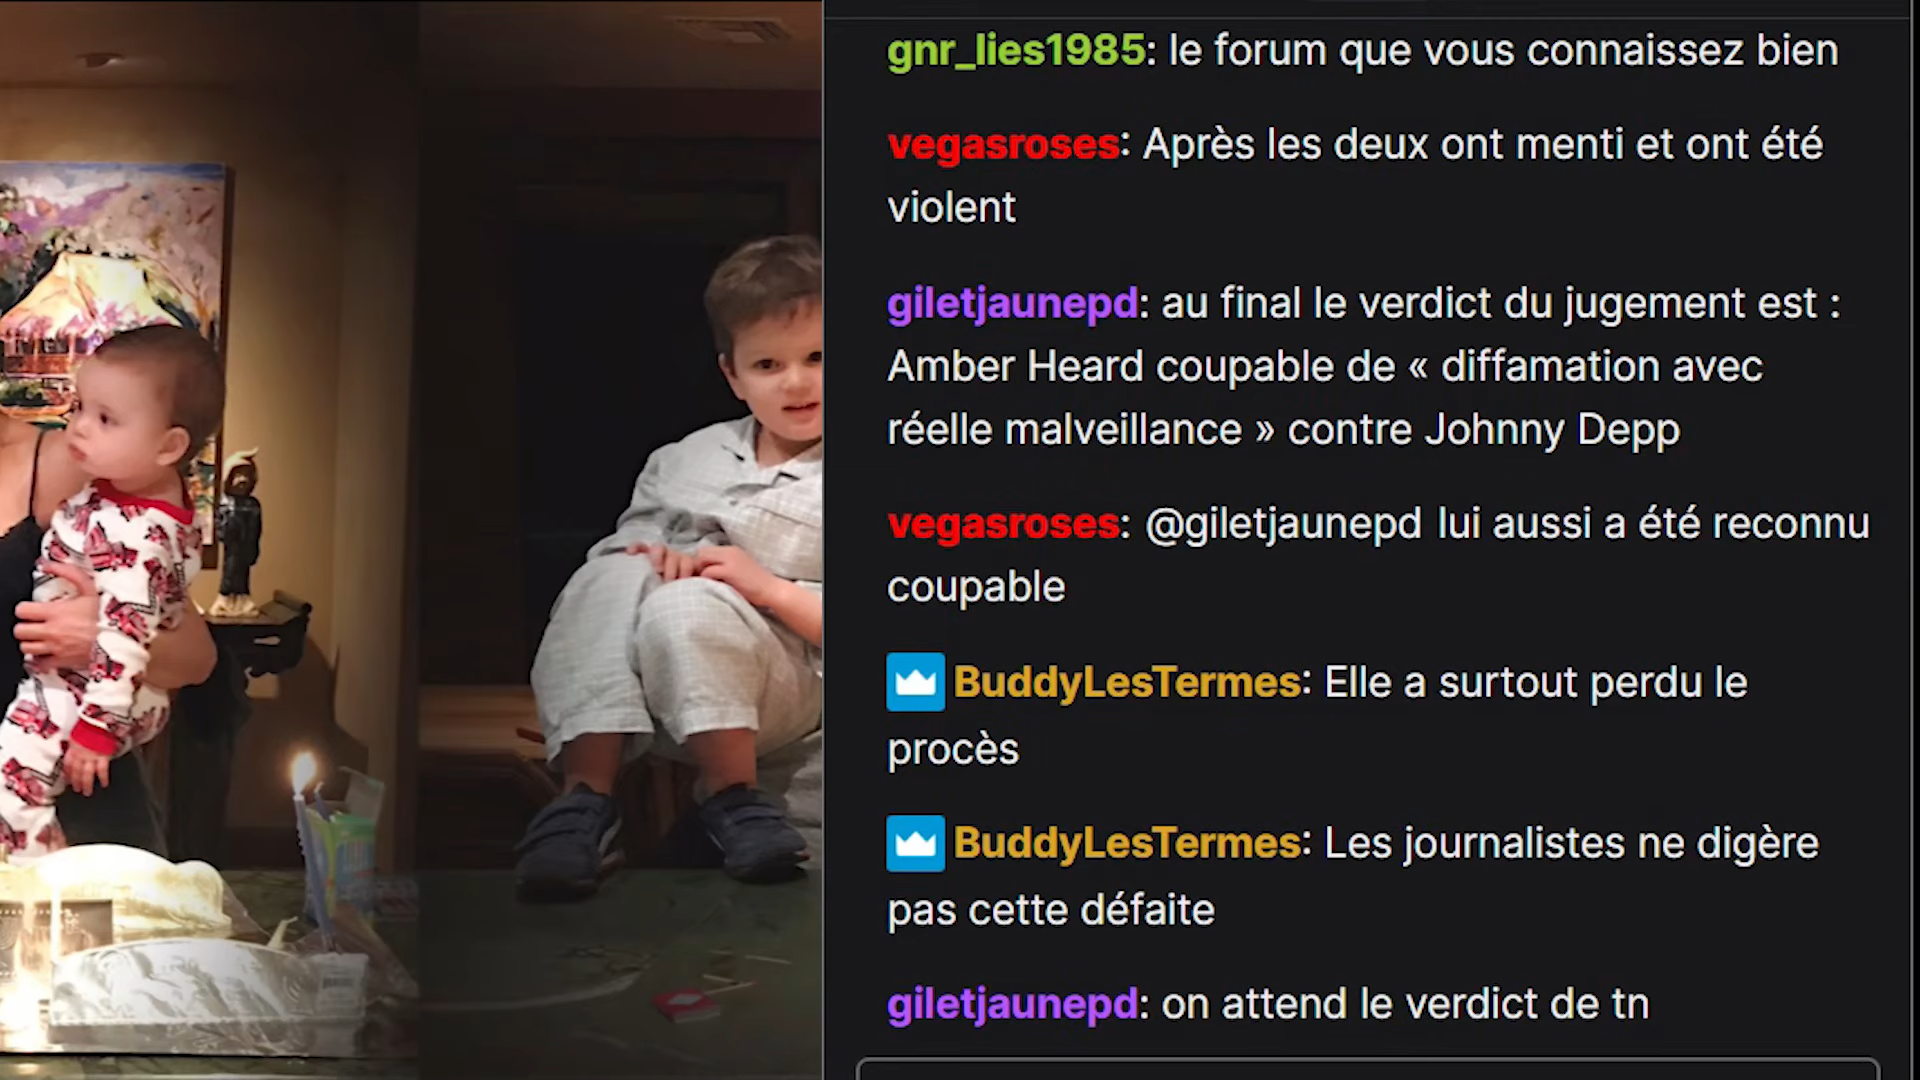 gnr_lies1985: le forum que vous connaissez bien
vegasroses: Après les deux ont menti et ont été
violent
giletjaunepd: au final le verdict du jugement est :
Amber Heard coupable de « diffamation avec
réelle malveillance » contre Johnny Depp
vegasroses: @giletjaunepd lui aussi a été reconnu
coupable
BuddyLesTermes: Elle a surtout perdu le
procès
BuddyLesTermes: Les journalistes ne digère
pas cette défaite
giletjaunepd: on attend le verdict de tn